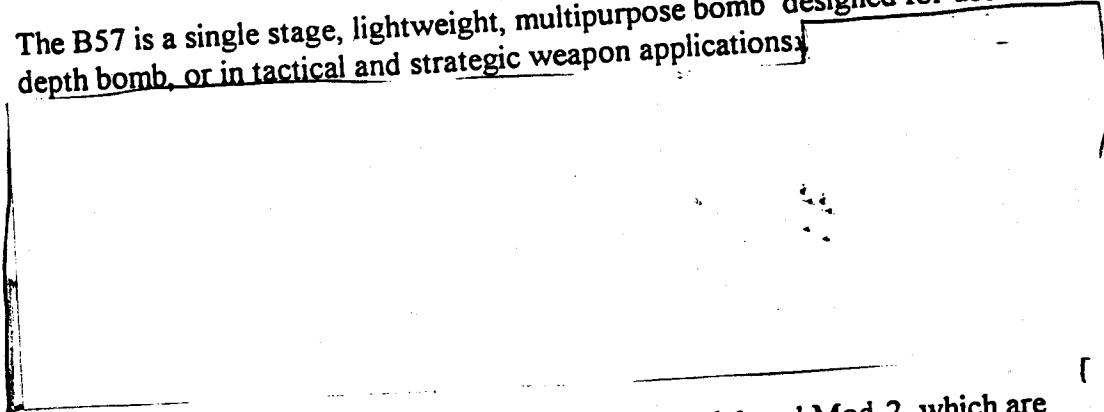 The B57 is a single stage, lightweight, multipurpose bomb designed for
depth bomb, or in tactical and strategic weapon applications.
Mod 2, which are